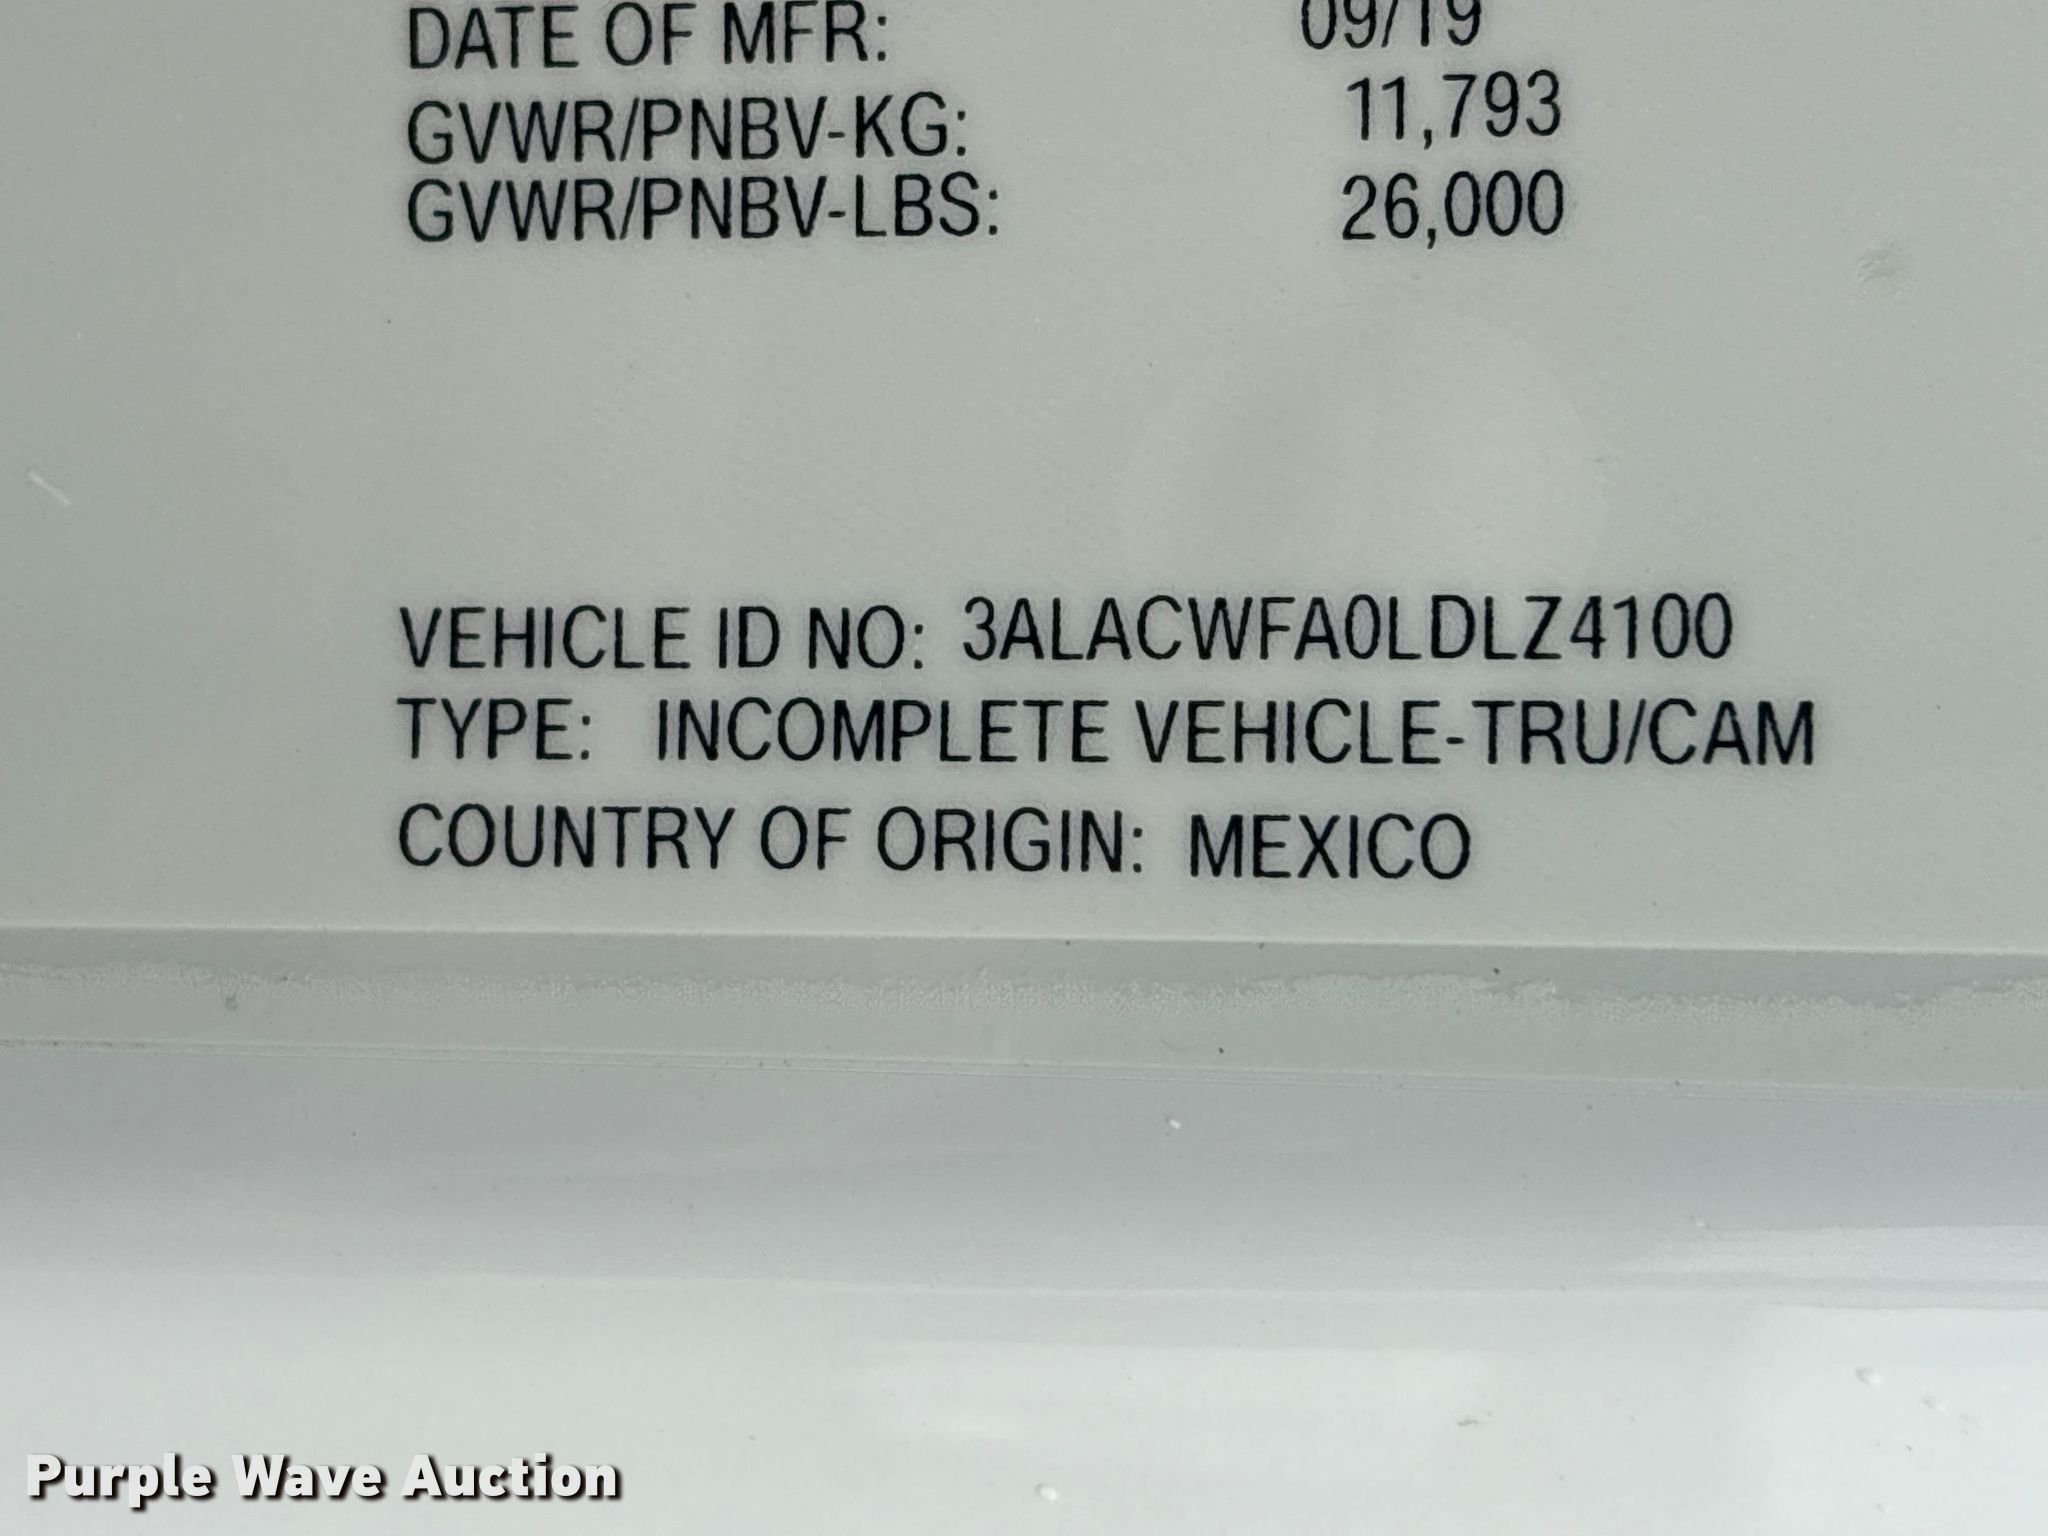 DATE OF MFR: 09/19
GVWR/PNBV-KG: 11,793
GVWR/PNBV-LBS: 26,000
VEHICLE ID NO: 3ALACWFA0LDLZ4100
TYPE: INCOMPLETE VEHICLE-TRU/CAM
COUNTRY OF ORIGIN: MEXICO
Purple Wave Auction